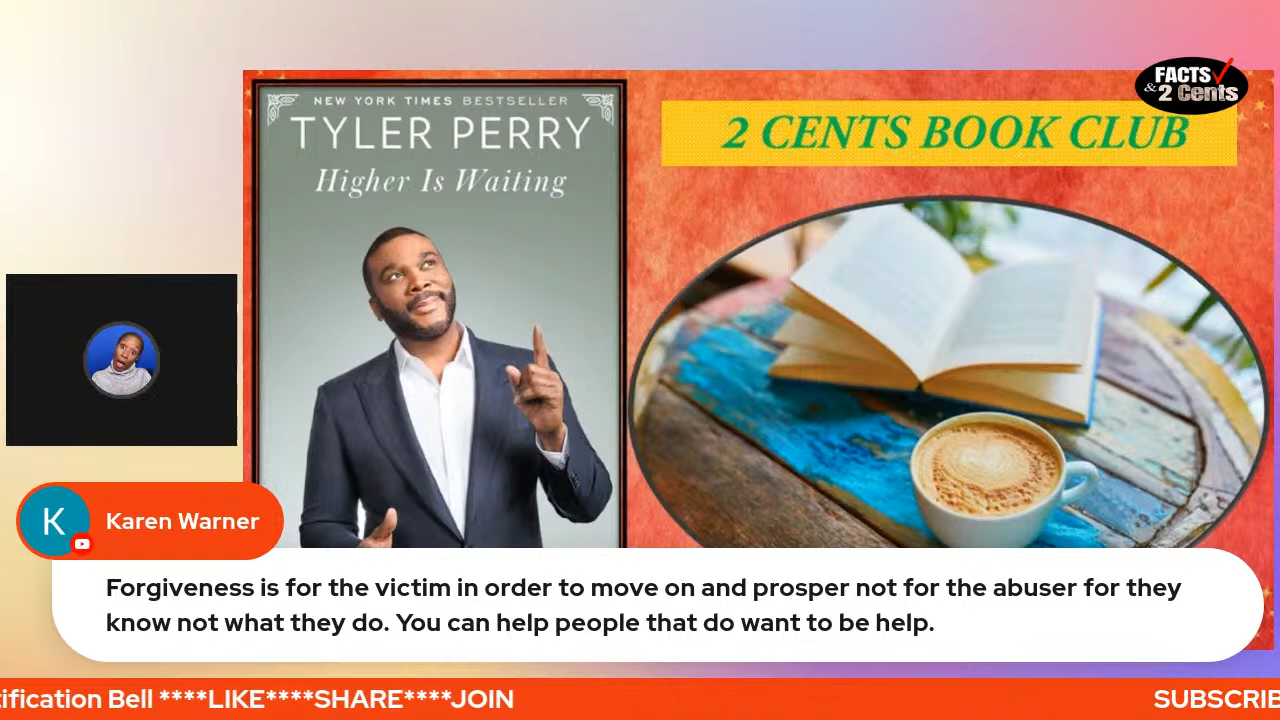 FACTS
& 2 Cents
NEW YORK TIMES BESTSELLER
TYLER PERRY
Higher Is Waiting
2 CENTS BOOK CLUB
K
Karen Warner
Forgiveness is for the victim in order to move on and prosper not for the abuser for they
know not what they do. You can help people that do want to be help.
tification Bell ****LIKE****SHARE****JOIN
SUBSCRIB